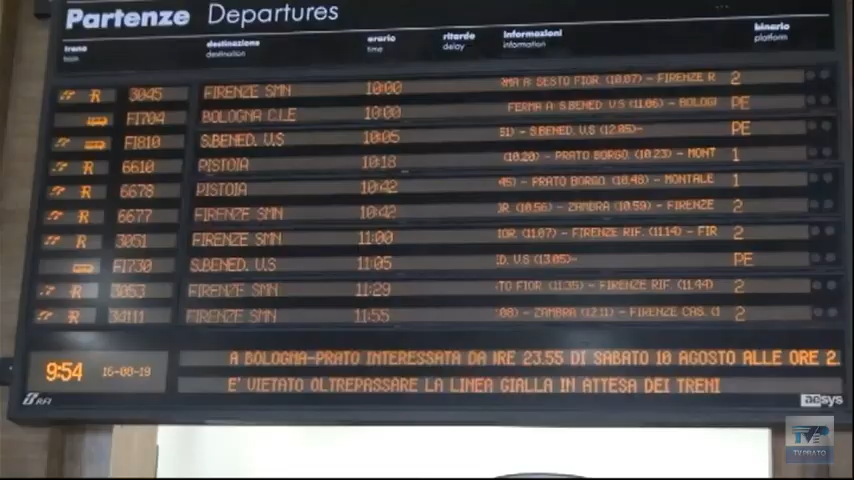 Partenze Departures
treno destinazione orario ritardo informazioni binario
train destination time delay information platform
R 3045 FIRENZE SMN 10:00 RMA A SESTO FIOR (10.07) - FIRENZE R 2
FI704 BOLOGNA C.LE 10:00 FERMA A S.BENED. V.S (11.06) - BOLOG PE
FI810 S.BENED. V.S 10:05 S.BENED. V.S (12.05)- PE
R 6610 PISTOIA 10:18 (10.20) - PRATO BORGO (10.23) - MONT 1
R 6678 PISTOIA 10:42 45) - PRATO BORGO (10.48) - MONTALE 1
R 6677 FIRENZE SMN 10:42 (10.56) - ZAMBRA (10.59) - FIRENZE 2
R 3051 FIRENZE SMN 11:00 IOR. (11.07) - FIRENZE RIF. (11.14) - FIR 2
FI730 S.BENED. V.S 11:05 D. V.S (13.05)- PE
R 3053 FIRENZE SMN 11:29 TO FIOR (11.35) - FIRENZE RIF. (11.44) 2
R 34111 FIRENZE SMN 11:55 08) - ZAMBRA (12.11) - FIRENZE CAS. (1 2
A BOLOGNA-PRATO INTERESSATA DA IRE 23.55 DI SABATO 10 AGOSTO ALLE ORE 2.
9:54 16-08-19
E' VIETATO OLTREPASSARE LA LINEA GIALLA IN ATTESA DEI TRENI
RFI aesys
TV PRATO